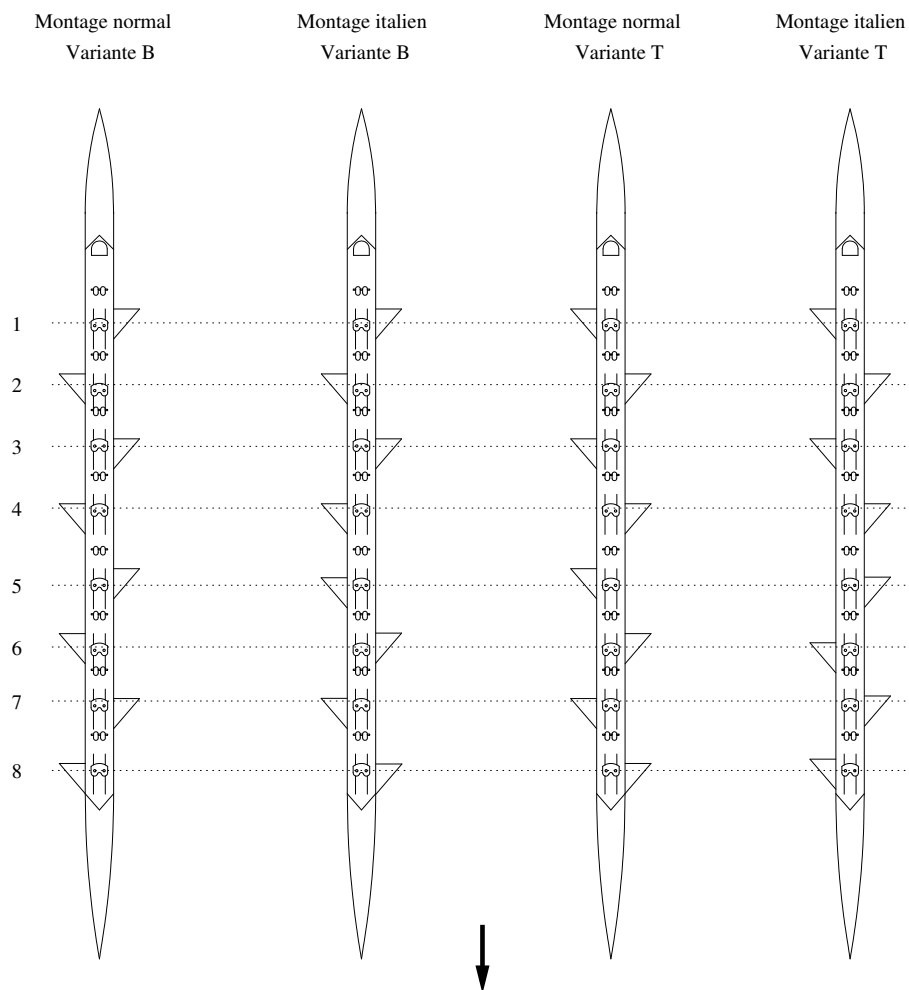 Montage normal
Variante B
Montage italien
Variante B
Montage normal
Variante T
Montage italien
Variante T
1
2
3
4
5
6
7
8